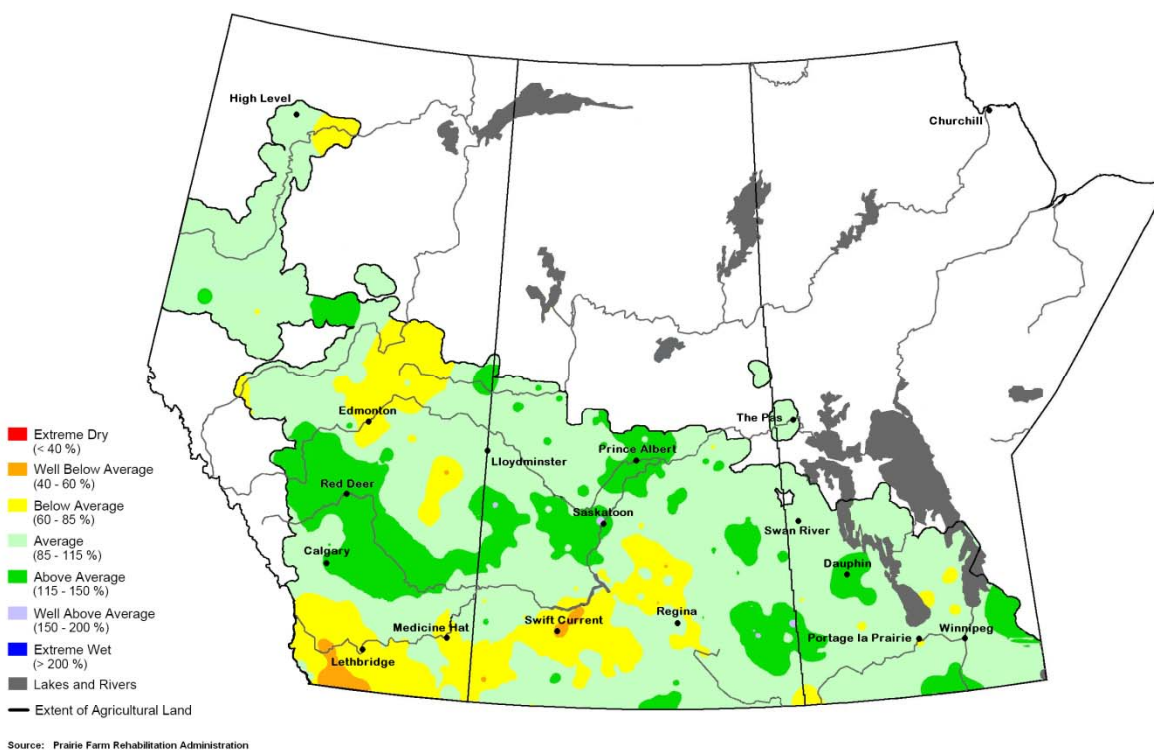 High Level
Churchill
The Pas
Edmonton
Lloydminster
Prince Albert
Red Deer
Saskatoon
Swan River
Calgary
Dauphin
Medicine Hat
Swift Current
Regina
Portage la Prairie
Winnipeg
Lethbridge
Extreme Dry
(< 40 %)
Well Below Average
(40 - 60 %)
Below Average
(60 - 85 %)
Average
(85 - 115 %)
Above Average
(115 - 150 %)
Well Above Average
(150 - 200 %)
Extreme Wet
(> 200 %)
Lakes and Rivers
Extent of Agricultural Land
Source: Prairie Farm Rehabilitation Administration